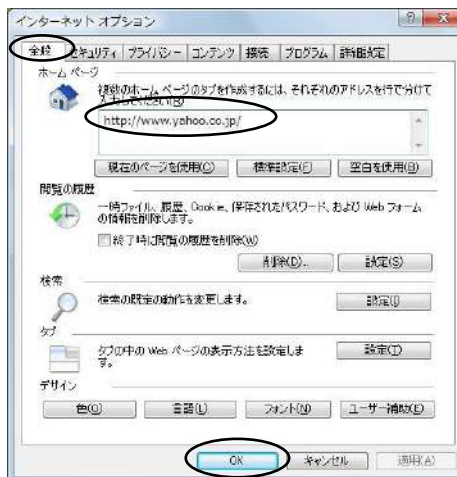 インターネット オプション
全般 セキュリティ プライバシー コンテンツ 接続 プログラム 詳細設定
ホーム ページ
複数のホーム ページのタブを作成するには、それぞれのアドレスを行で分けて
入力してください(R)
http://www.yahoo.co.jp/
現在のページを使用(C) 標準設定(F) 空白を使用(B)
閲覧の履歴
一時ファイル、履歴、Cookie、保存されたパスワード、および Web フォーム
の情報を削除します。
終了時に閲覧の履歴を削除(W)
削除(D)... 設定(S)
検索
検索の既定の動作を変更します。
設定(I)
タブ
タブの中の Web ページの表示方法を設定しま
す。
設定(T)
デザイン
色(O) 言語(L) フォント(N) ユーザー補助(E)
OK キャンセル 適用(A)